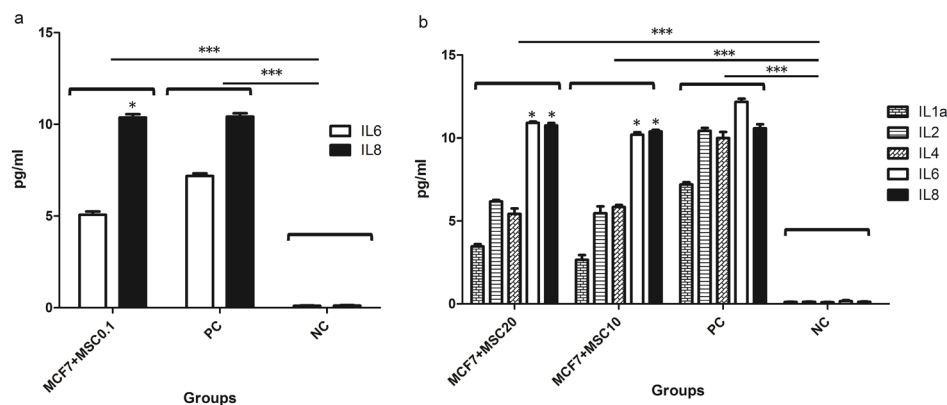 a
***
***
*
15
10
5
0
pg/ml
MCF7+MSC0.1
PC
NC
Groups
IL6
IL8
b
***
***
***
* *
* *
15
10
5
0
pg/ml
MCF7+MSC20
MCF7+MSC10
PC
NC
Groups
IL1a
IL2
IL4
IL6
IL8